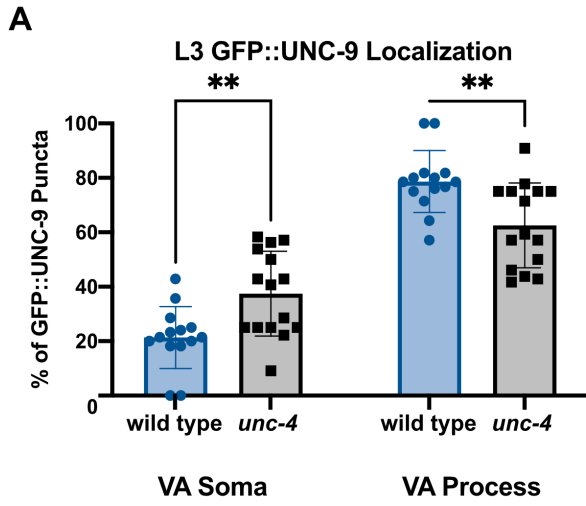 A
L3 GFP::UNC-9 Localization
** **
% of GFP::UNC-9 Puncta
100
80
60
40
20
0
wild type unc-4 wild type unc-4
VA Soma VA Process